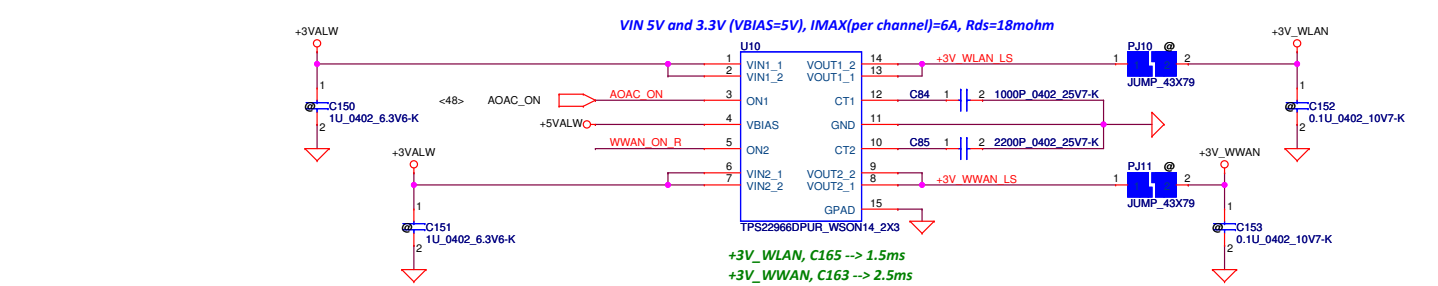 VIN 5V and 3.3V (VBIAS=5V), IMAX(per channel)=6A, Rds=18mohm
+3VALW
1
@ C150
1U_0402_6.3V6-K
2
<48> AOAC_ON
AOAC_ON
+5VALW
WWAN_ON_R
+3VALW
1
@ C151
1U_0402_6.3V6-K
2
U10
1 VIN1_1
2 VIN1_2
3 ON1
4 VBIAS
5 ON2
6 VIN2_1
7 VIN2_2
VOUT1_2 14
VOUT1_1 13
CT1 12
GND 11
CT2 10
VOUT2_2 9
VOUT2_1 8
GPAD 15
TPS22966DPUR_WSON14_2X3
+3V_WLAN_LS
C84 1 2 1000P_0402_25V7-K
C85 1 2 2200P_0402_25V7-K
+3V_WWAN_LS
PJ10 @
1 2
1 2
JUMP_43X79
+3V_WLAN
1
@ C152
0.1U_0402_10V7-K
2
PJ11 @
1 2
1 2
JUMP_43X79
+3V_WWAN
1
@ C153
0.1U_0402_10V7-K
2
+3V_WLAN, C165 --> 1.5ms
+3V_WWAN, C163 --> 2.5ms